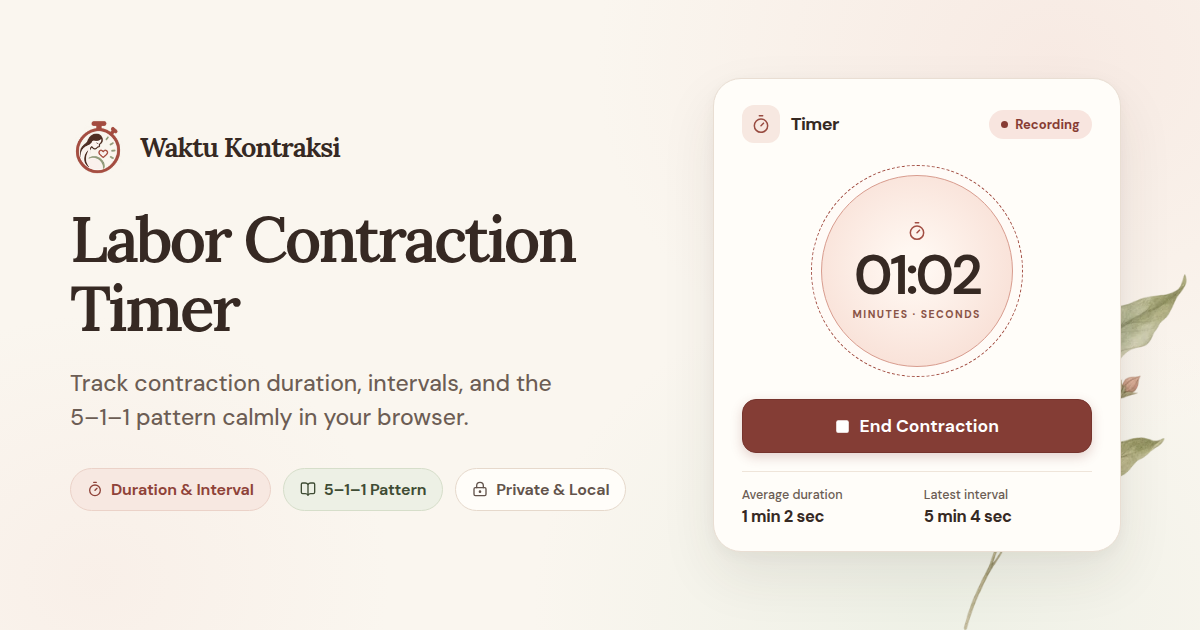 Waktu Kontraksi
Labor Contraction
Timer
Track contraction duration, intervals, and the
5–1–1 pattern calmly in your browser.
Duration & Interval
5–1–1 Pattern
Private & Local
Timer
Recording
01:02
MINUTES · SECONDS
End Contraction
Average duration
1 min 2 sec
Latest interval
5 min 4 sec